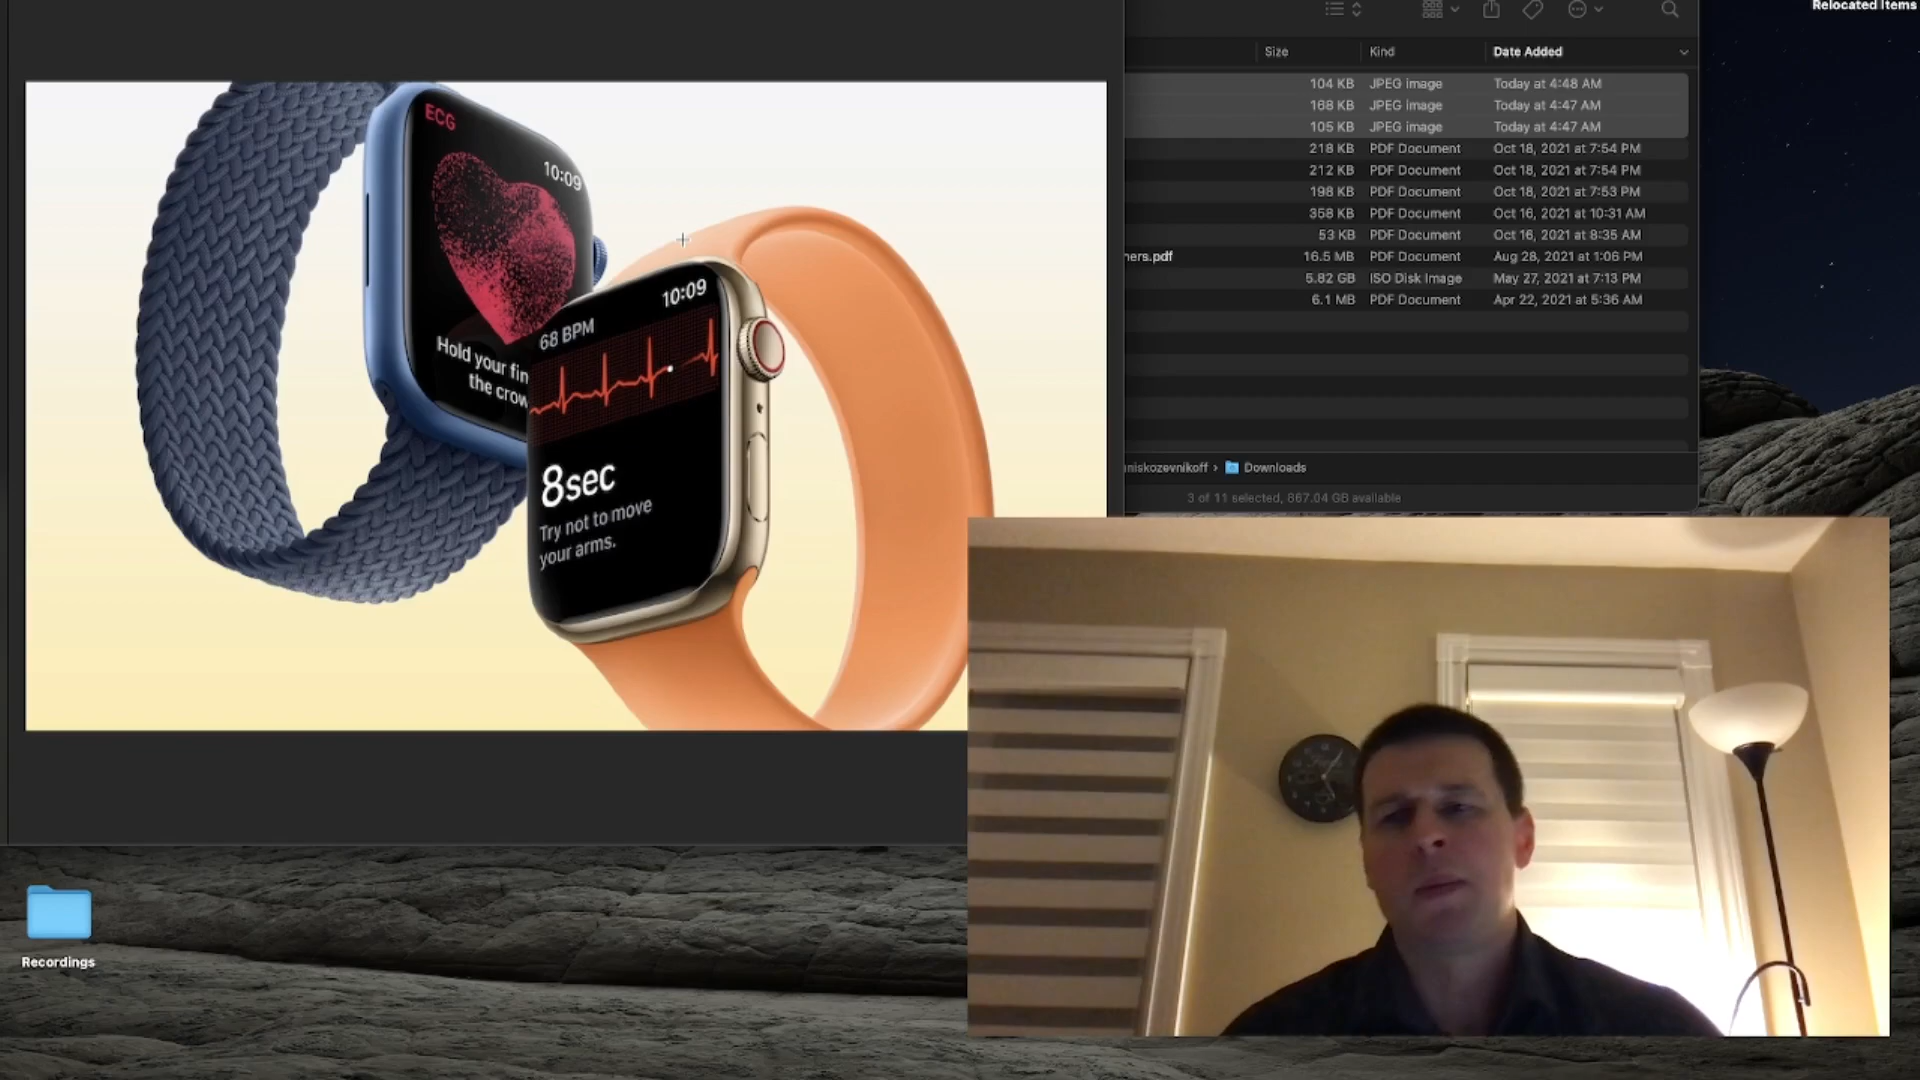 Relocated Items
Size Kind Date Added
104 KB JPEG image Today at 4:48 AM
168 KB JPEG image Today at 4:47 AM
105 KB JPEG image Today at 4:47 AM
218 KB PDF Document Oct 18, 2021 at 7:54 PM
212 KB PDF Document Oct 18, 2021 at 7:54 PM
198 KB PDF Document Oct 18, 2021 at 7:53 PM
358 KB PDF Document Oct 16, 2021 at 10:31 AM
53 KB PDF Document Oct 16, 2021 at 8:35 AM
ners.pdf 16.5 MB PDF Document Aug 28, 2021 at 1:06 PM
5.82 GB ISO Disk Image May 27, 2021 at 7:13 PM
6.1 MB PDF Document Apr 22, 2021 at 5:36 AM
niskozevnikoff › Downloads
3 of 11 selected, 867.04 GB available
ECG
10:09
Hold your fin
the crow
10:09
68 BPM
8sec
Try not to move
your arms.
Recordings